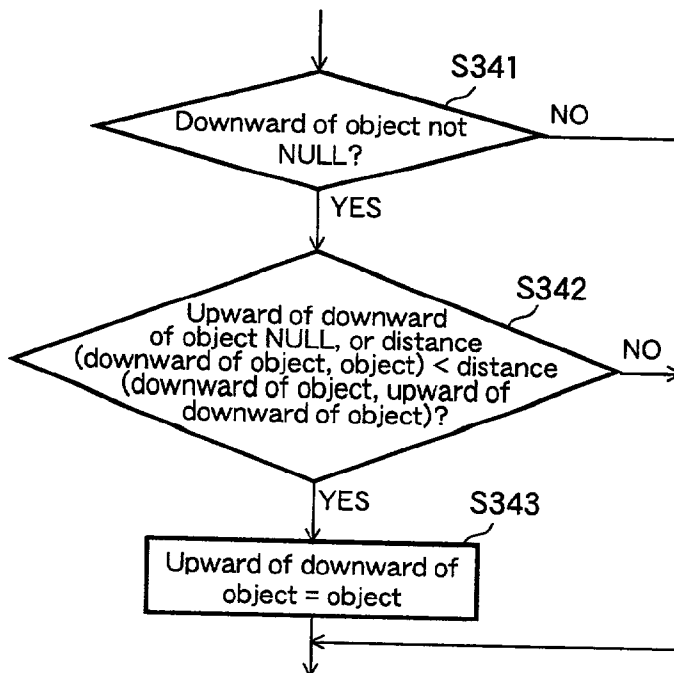 S341
Downward of object not
NULL?
NO
YES
S342
Upward of downward
of object NULL, or distance
(downward of object, object) < distance
(downward of object, upward of
downward of object)?
NO
YES
S343
Upward of downward of
object = object